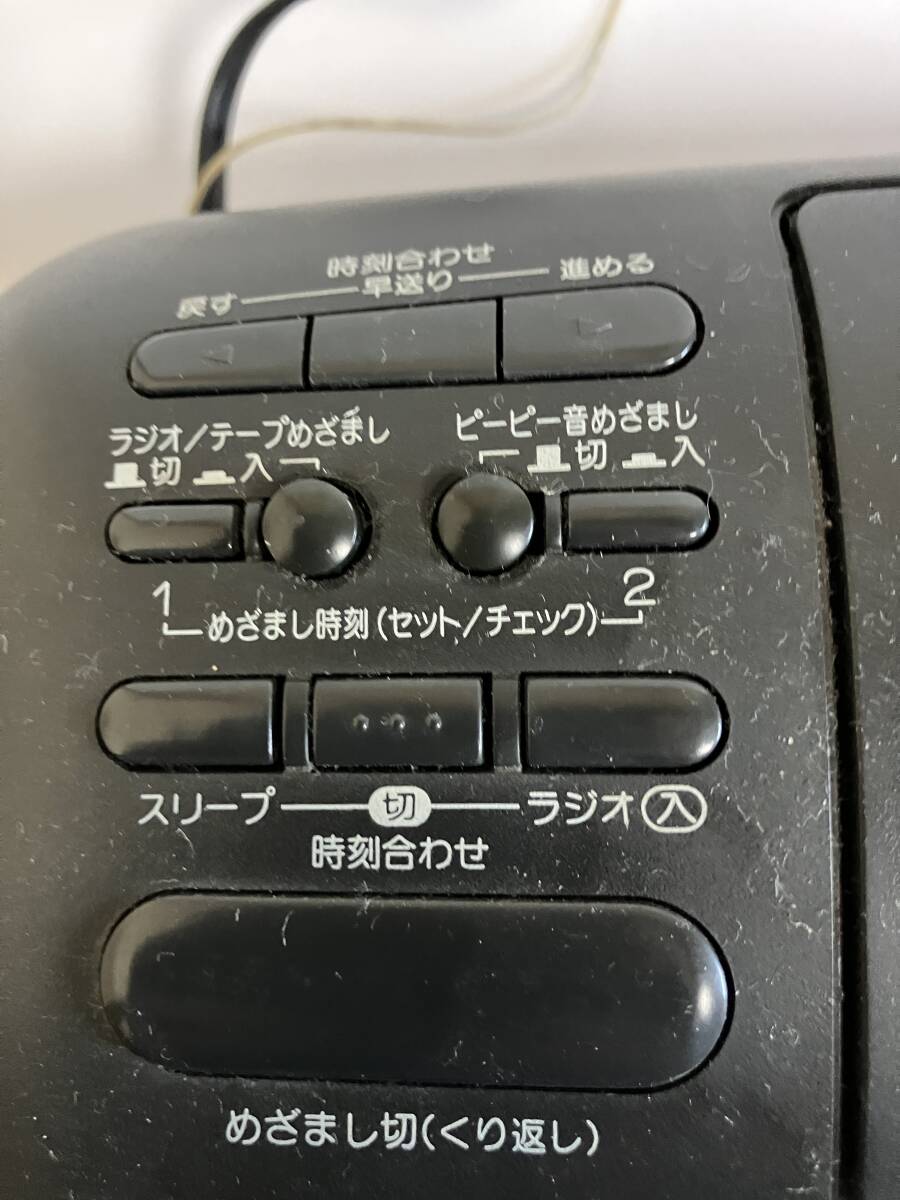 時刻合わせ
戻す 早送り 進める
ラジオ/テープめざまし
切 入
ピーピー音めざまし
切 入
1 2
めざまし時刻(セット/チェック)
スリープ 切 ラジオ入
時刻合わせ
めざまし切(くり返し)